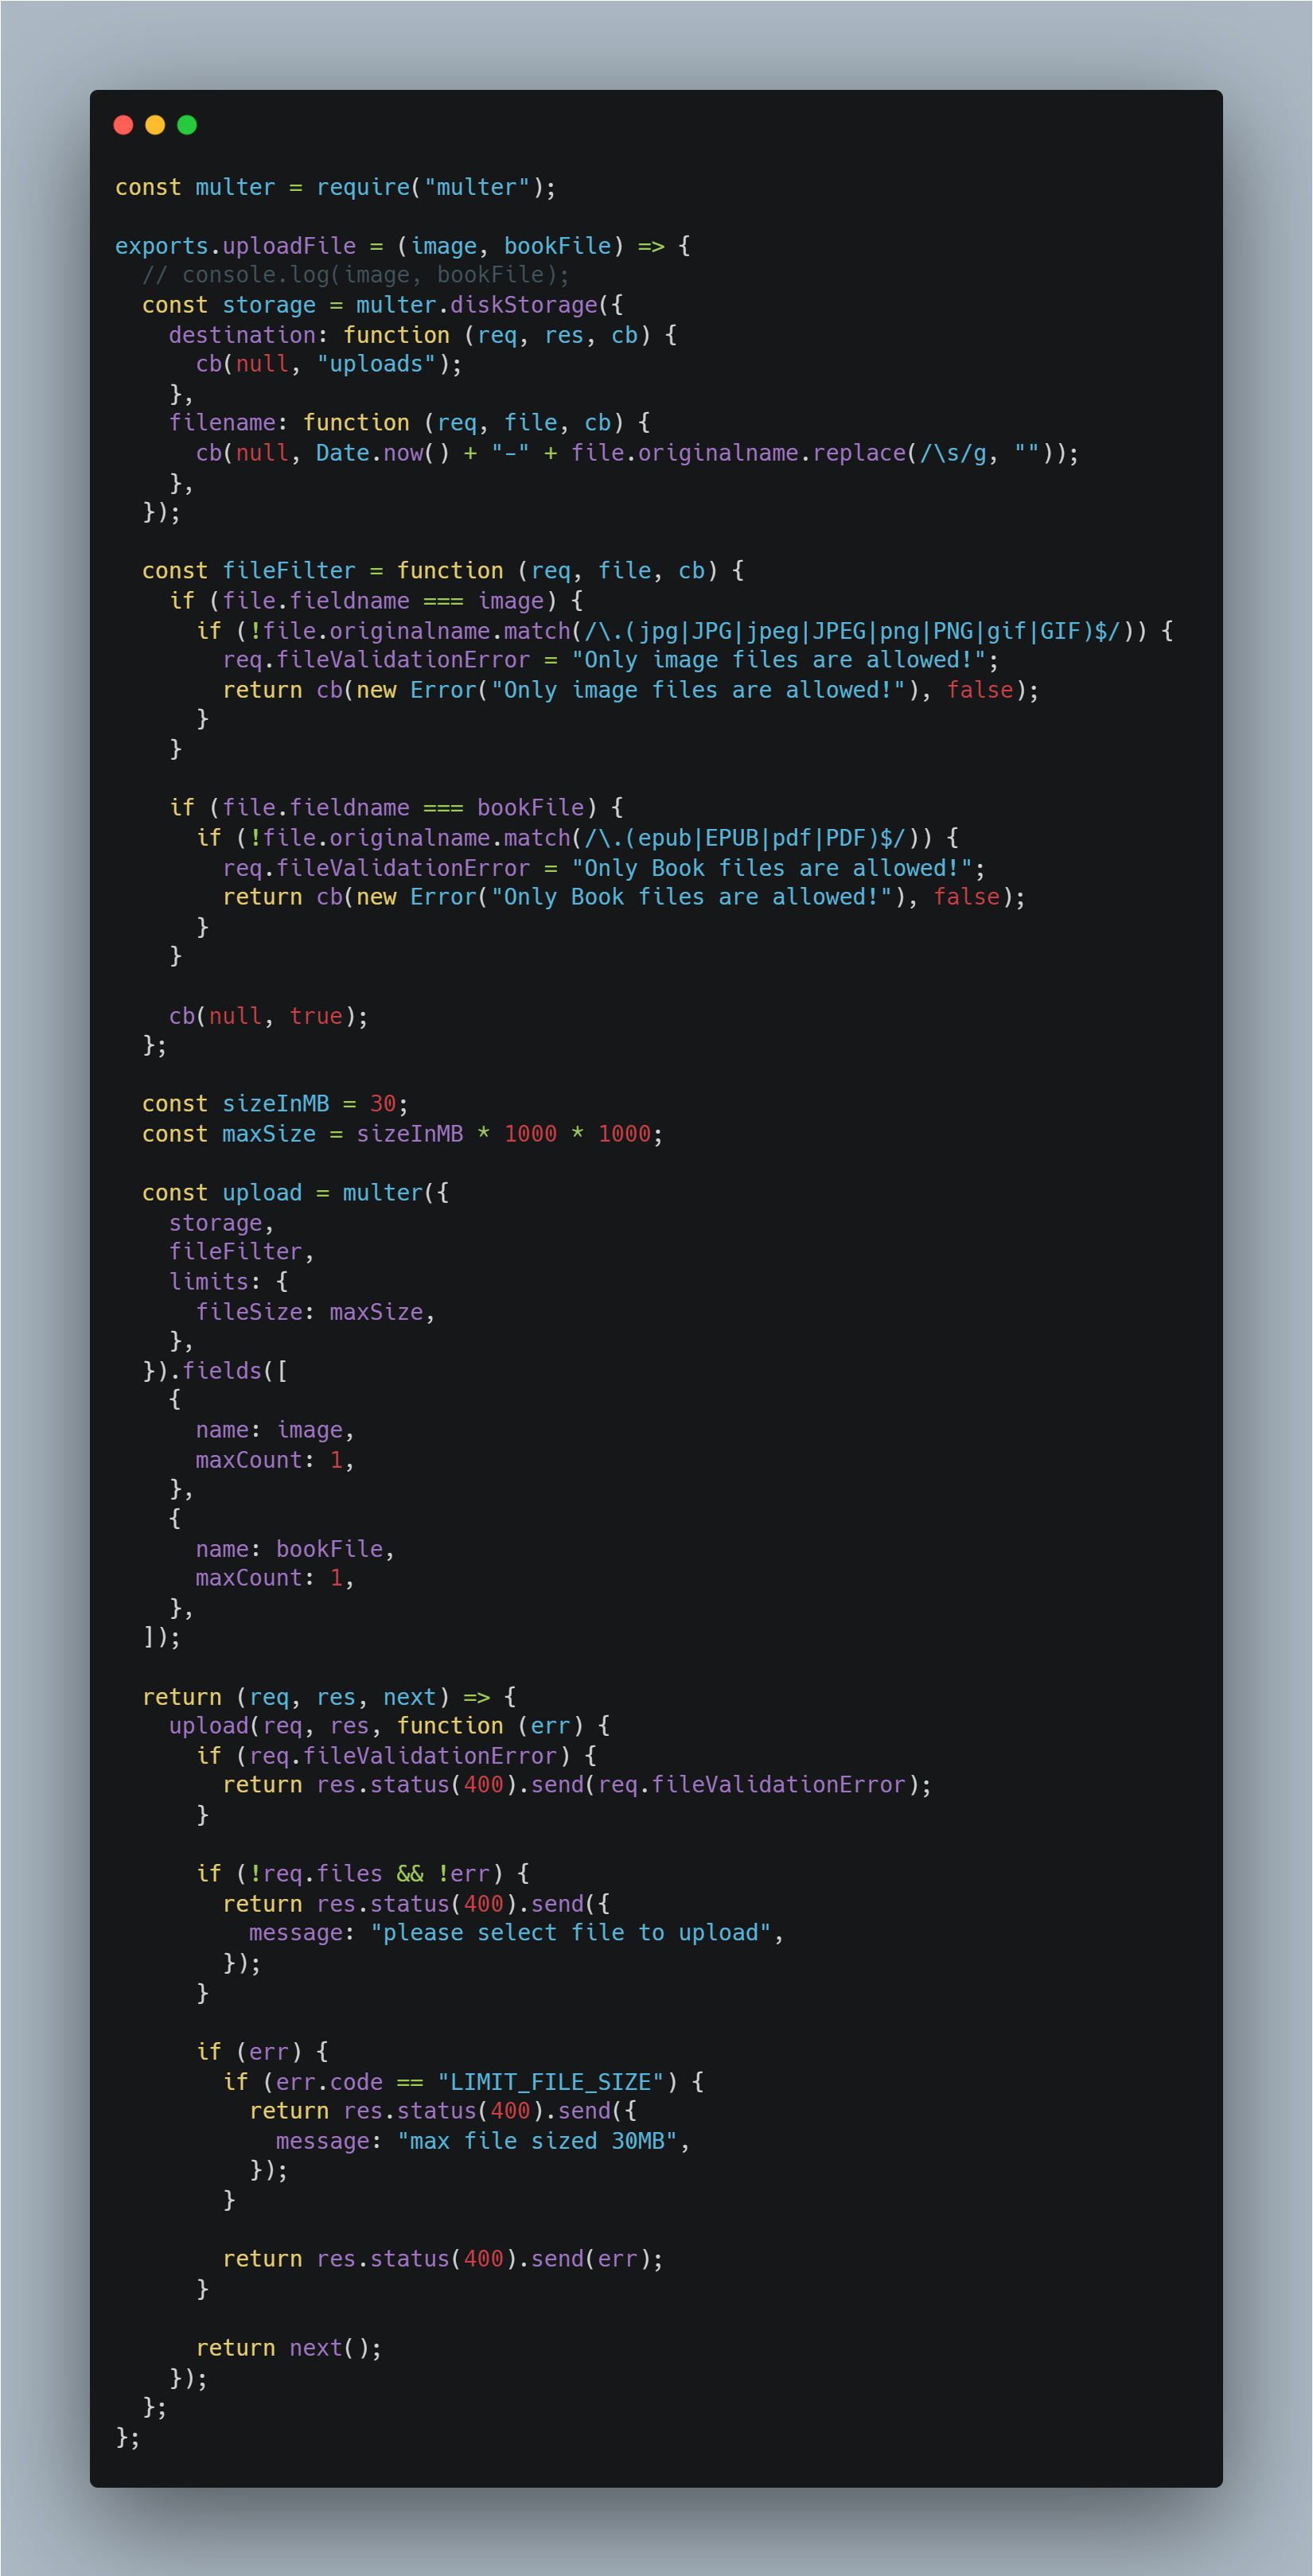 const multer = require("multer");

exports.uploadFile = (image, bookFile) => {
  // console.log(image, bookFile);
  const storage = multer.diskStorage({
    destination: function (req, res, cb) {
      cb(null, "uploads");
    },
    filename: function (req, file, cb) {
      cb(null, Date.now() + "-" + file.originalname.replace(/\s/g, ""));
    },
  });

  const fileFilter = function (req, file, cb) {
    if (file.fieldname === image) {
      if (!file.originalname.match(/\.(jpg|JPG|jpeg|JPEG|png|PNG|gif|GIF)$/)) {
        req.fileValidationError = "Only image files are allowed!";
        return cb(new Error("Only image files are allowed!"), false);
      }
    }

    if (file.fieldname === bookFile) {
      if (!file.originalname.match(/\.(epub|EPUB|pdf|PDF)$/)) {
        req.fileValidationError = "Only Book files are allowed!";
        return cb(new Error("Only Book files are allowed!"), false);
      }
    }

    cb(null, true);
  };

  const sizeInMB = 30;
  const maxSize = sizeInMB * 1000 * 1000;

  const upload = multer({
    storage,
    fileFilter,
    limits: {
      fileSize: maxSize,
    },
  }).fields([
    {
      name: image,
      maxCount: 1,
    },
    {
      name: bookFile,
      maxCount: 1,
    },
  ]);

  return (req, res, next) => {
    upload(req, res, function (err) {
      if (req.fileValidationError) {
        return res.status(400).send(req.fileValidationError);
      }

      if (!req.files && !err) {
        return res.status(400).send({
          message: "please select file to upload",
        });
      }

      if (err) {
        if (err.code == "LIMIT_FILE_SIZE") {
          return res.status(400).send({
            message: "max file sized 30MB",
          });
        }

        return res.status(400).send(err);
      }

      return next();
    });
  };
};